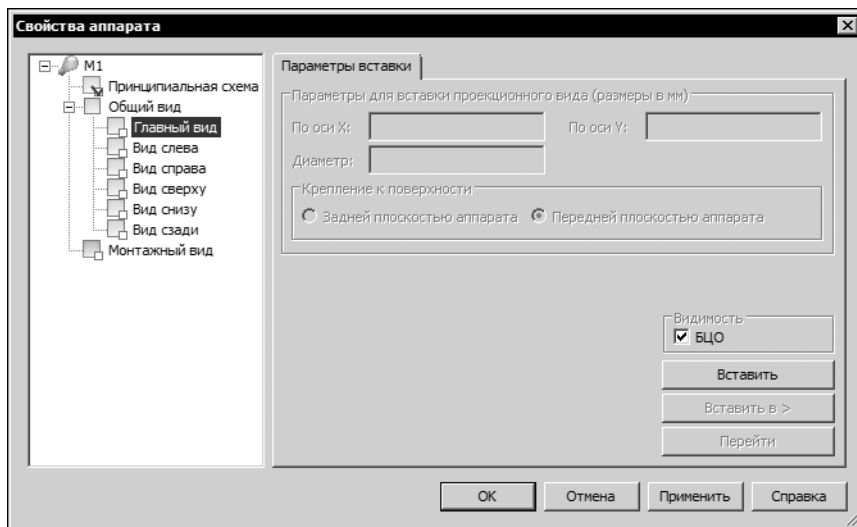 Свойства аппарата
М1
Принципиальная схема
Общий вид
Главный вид
Вид слева
Вид справа
Вид сверху
Вид снизу
Вид сзади
Монтажный вид
Параметры вставки
Параметры для вставки проекционного вида (размеры в мм)
По оси X: По оси Y:
Диаметр:
Крепление к поверхности
Задней плоскостью аппарата Передней плоскостью аппарата
Видимость
БЦО
Вставить
Вставить в >
Перейти
ОК Отмена Применить Справка